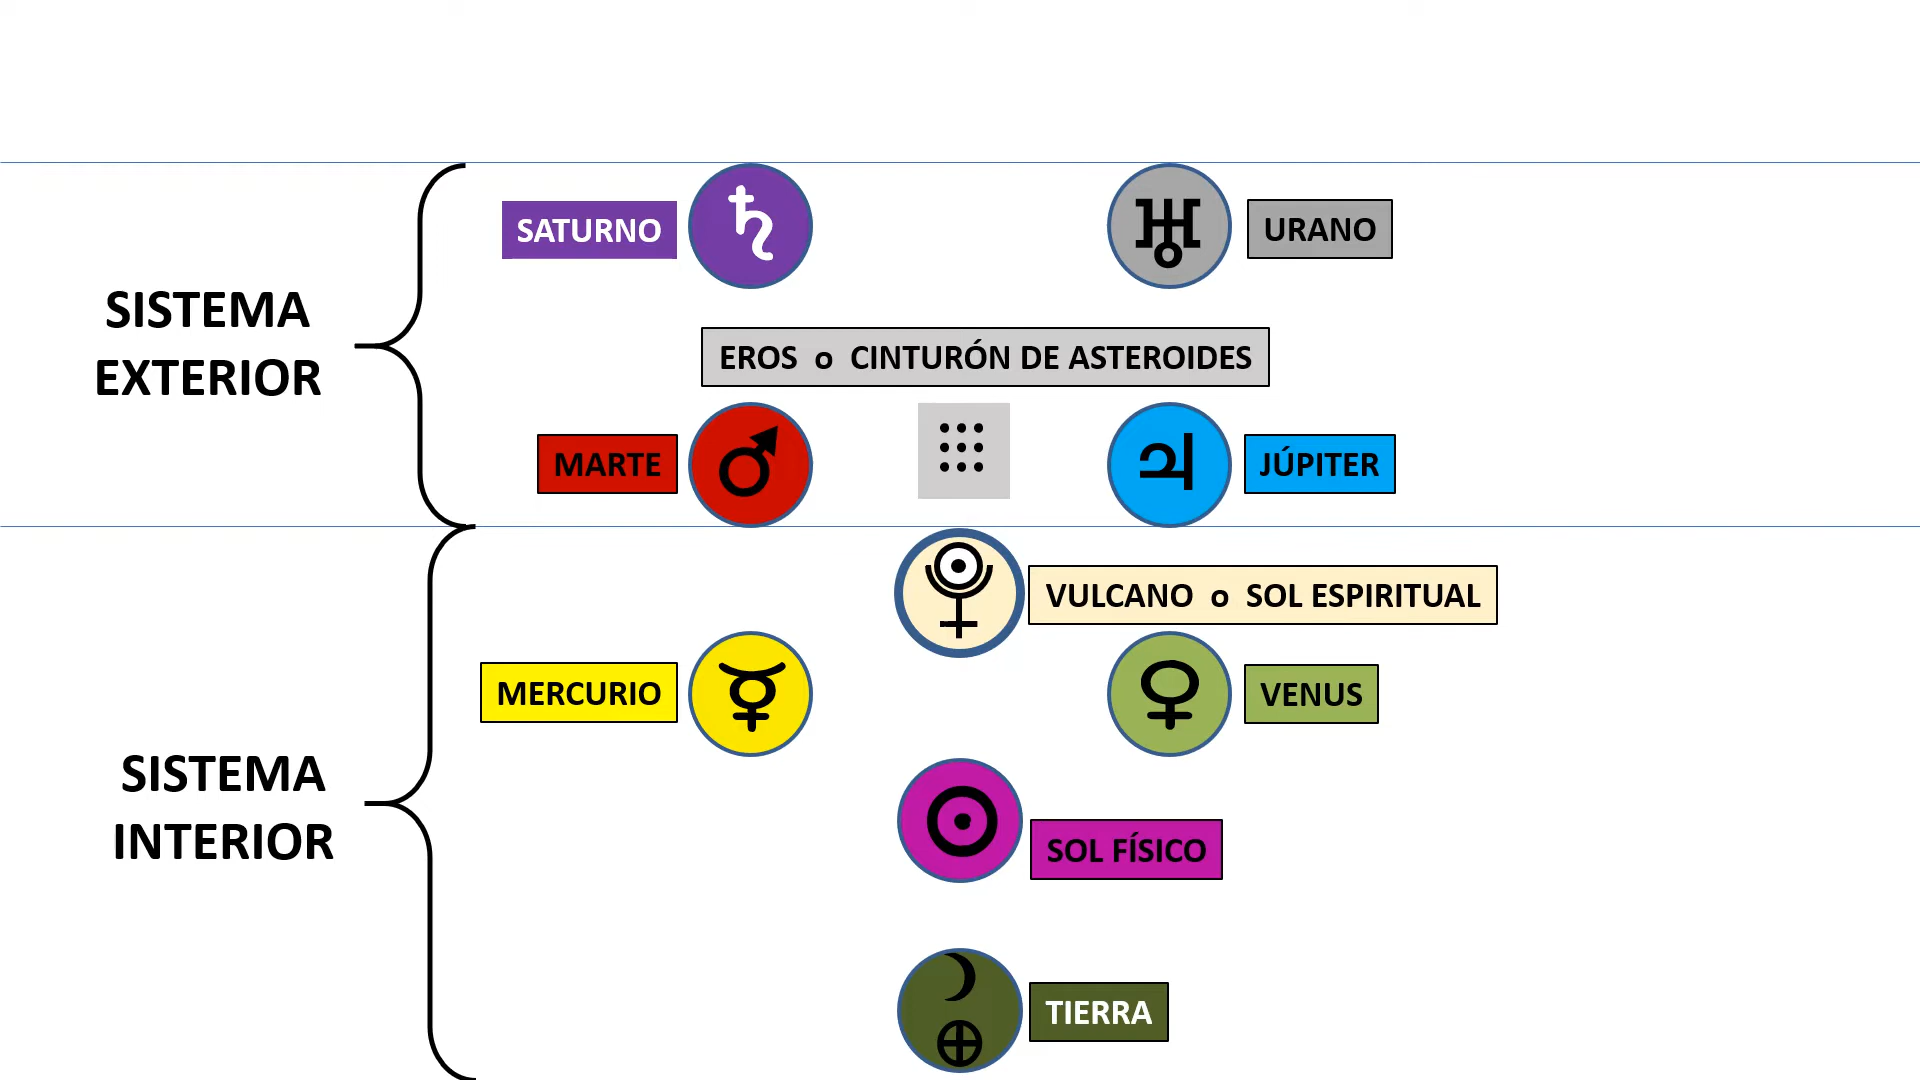 SATURNO
URANO
SISTEMA
EXTERIOR
EROS o CINTURÓN DE ASTEROIDES
MARTE
JÚPITER
VULCANO o SOL ESPIRITUAL
MERCURIO
VENUS
SISTEMA
INTERIOR
SOL FÍSICO
TIERRA